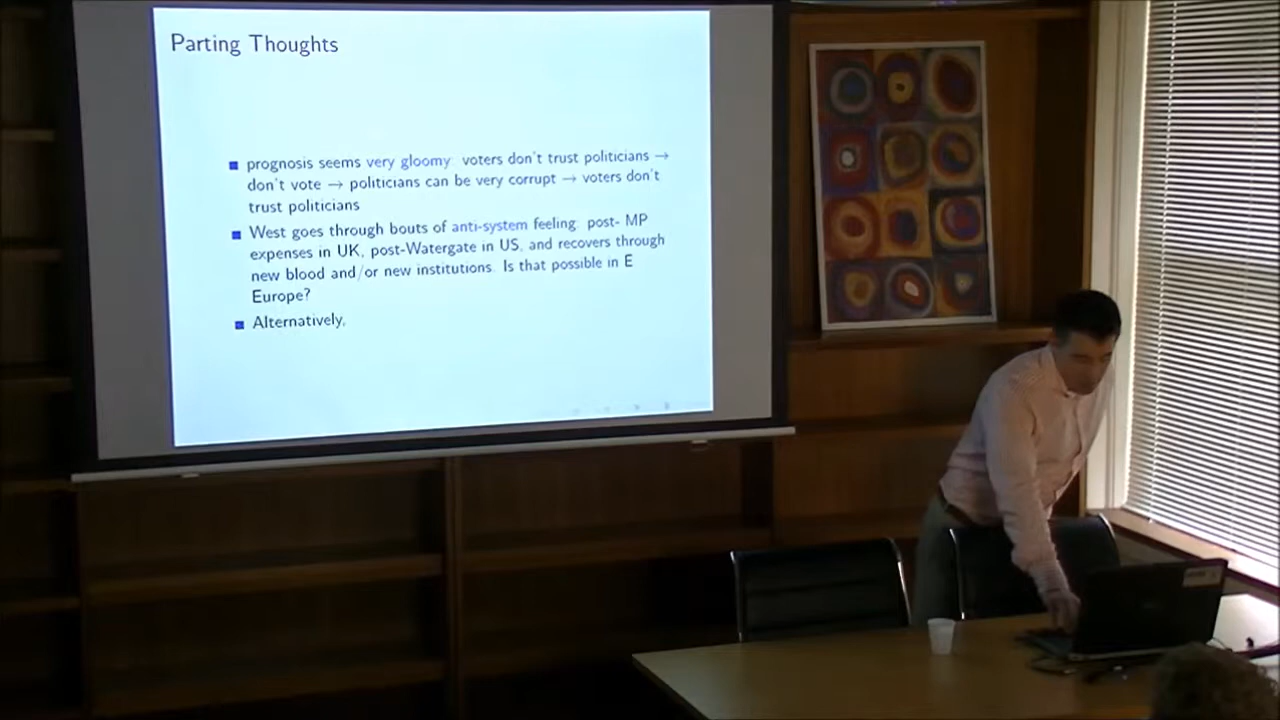 Parting Thoughts
prognosis seems very gloomy: voters don't trust politicians →
don't vote → politicians can be very corrupt → voters don't
trust politicians
West goes through bouts of anti-system feeling: post- MP
expenses in UK, post-Watergate in US, and recovers through
new blood and/or new institutions. Is that possible in E
Europe?
Alternatively,